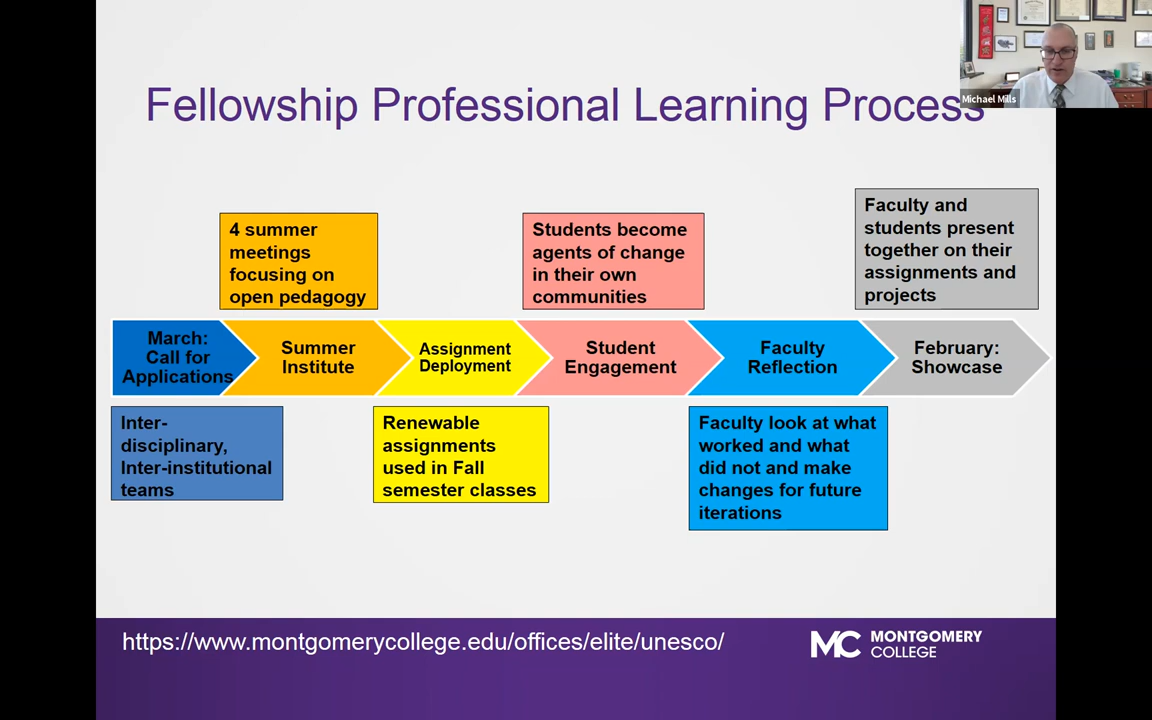 Michael Mills
Fellowship Professional Learning Process
4 summer
meetings
focusing on
open pedagogy
Students become
agents of change
in their own
communities
Faculty and
students present
together on their
assignments and
projects
March:
Call for
Applications
Summer
Institute
Assignment
Deployment
Student
Engagement
Faculty
Reflection
February:
Showcase
Inter-
disciplinary,
Inter-institutional
teams
Renewable
assignments
used in Fall
semester classes
Faculty look at what
worked and what
did not and make
changes for future
iterations
https://www.montgomerycollege.edu/offices/elite/unesco/
MC MONTGOMERY
COLLEGE